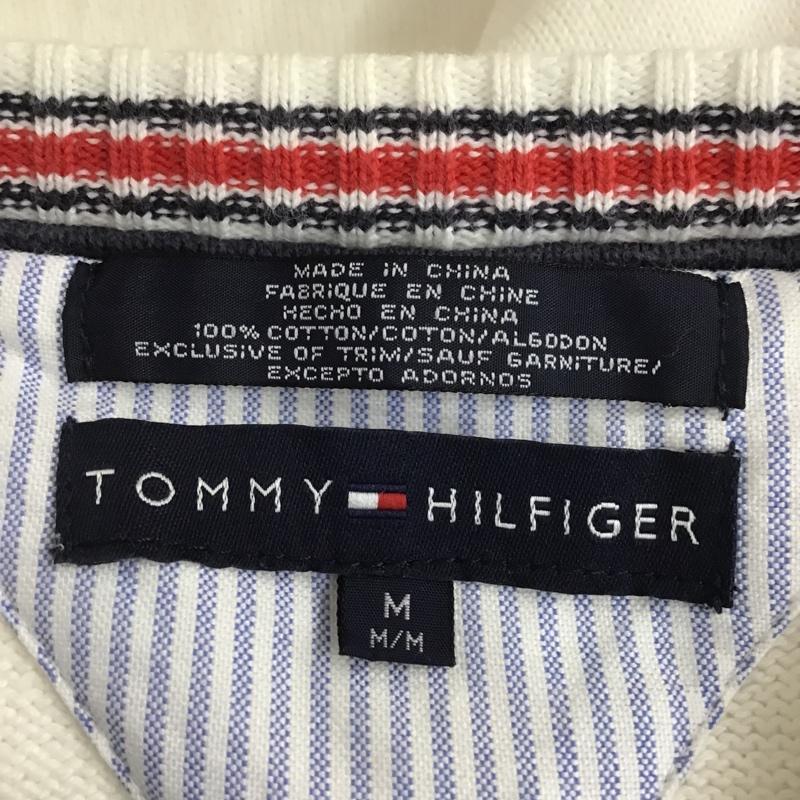 MADE IN CHINA
FABRIQUE EN CHINE
HECHO EN CHINA
100% COTTON/COTON/ALGODON
EXCLUSIVE OF TRIM/SAUF GARNITURE/
EXCEPTO ADORNOS
TOMMY HILFIGER
M
M/M